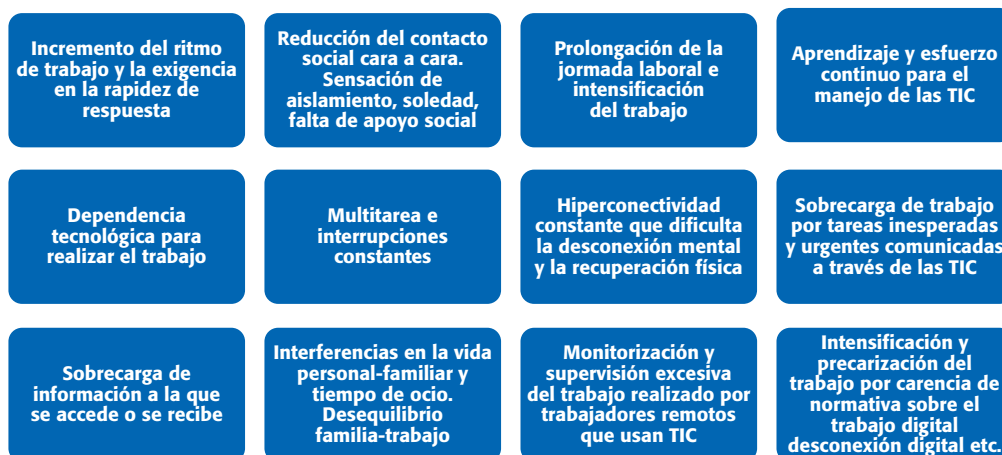 Incremento del ritmo
de trabajo y la exigencia
en la rapidez de
respuesta
Reducción del contacto
social cara a cara.
Sensación de
aislamiento, soledad,
falta de apoyo social
Prolongación de la
jornada laboral e
intensificación
del trabajo
Aprendizaje y esfuerzo
continuo para el
manejo de las TIC
Dependencia
tecnológica para
realizar el trabajo
Multitarea e
interrupciones
constantes
Hiperconectividad
constante que dificulta
la desconexión mental
y la recuperación física
Sobrecarga de trabajo
por tareas inesperadas
y urgentes comunicadas
a través de las TIC
Sobrecarga de
información a la que
se accede o se recibe
Interferencias en la vida
personal-familiar y
tiempo de ocio.
Desequilibrio
familia-trabajo
Monitorización y
supervisión excesiva
del trabajo realizado por
trabajadores remotos
que usan TIC
Intensificación y
precarización del
trabajo por carencia de
normativa sobre el
trabajo digital
desconexión digital etc.